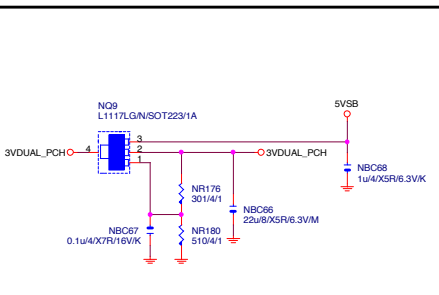 5VSB
NQ9
L1117LG/N/SOT223/1A
3VDUAL_PCH
4
3
2
1
3VDUAL_PCH
NBC68
1u/4/X5R/6.3V/K
NR176
301/4/1
NBC66
22u/8/X5R/6.3V/M
NBC67
0.1u/4/X7R/16V/K
NR180
510/4/1